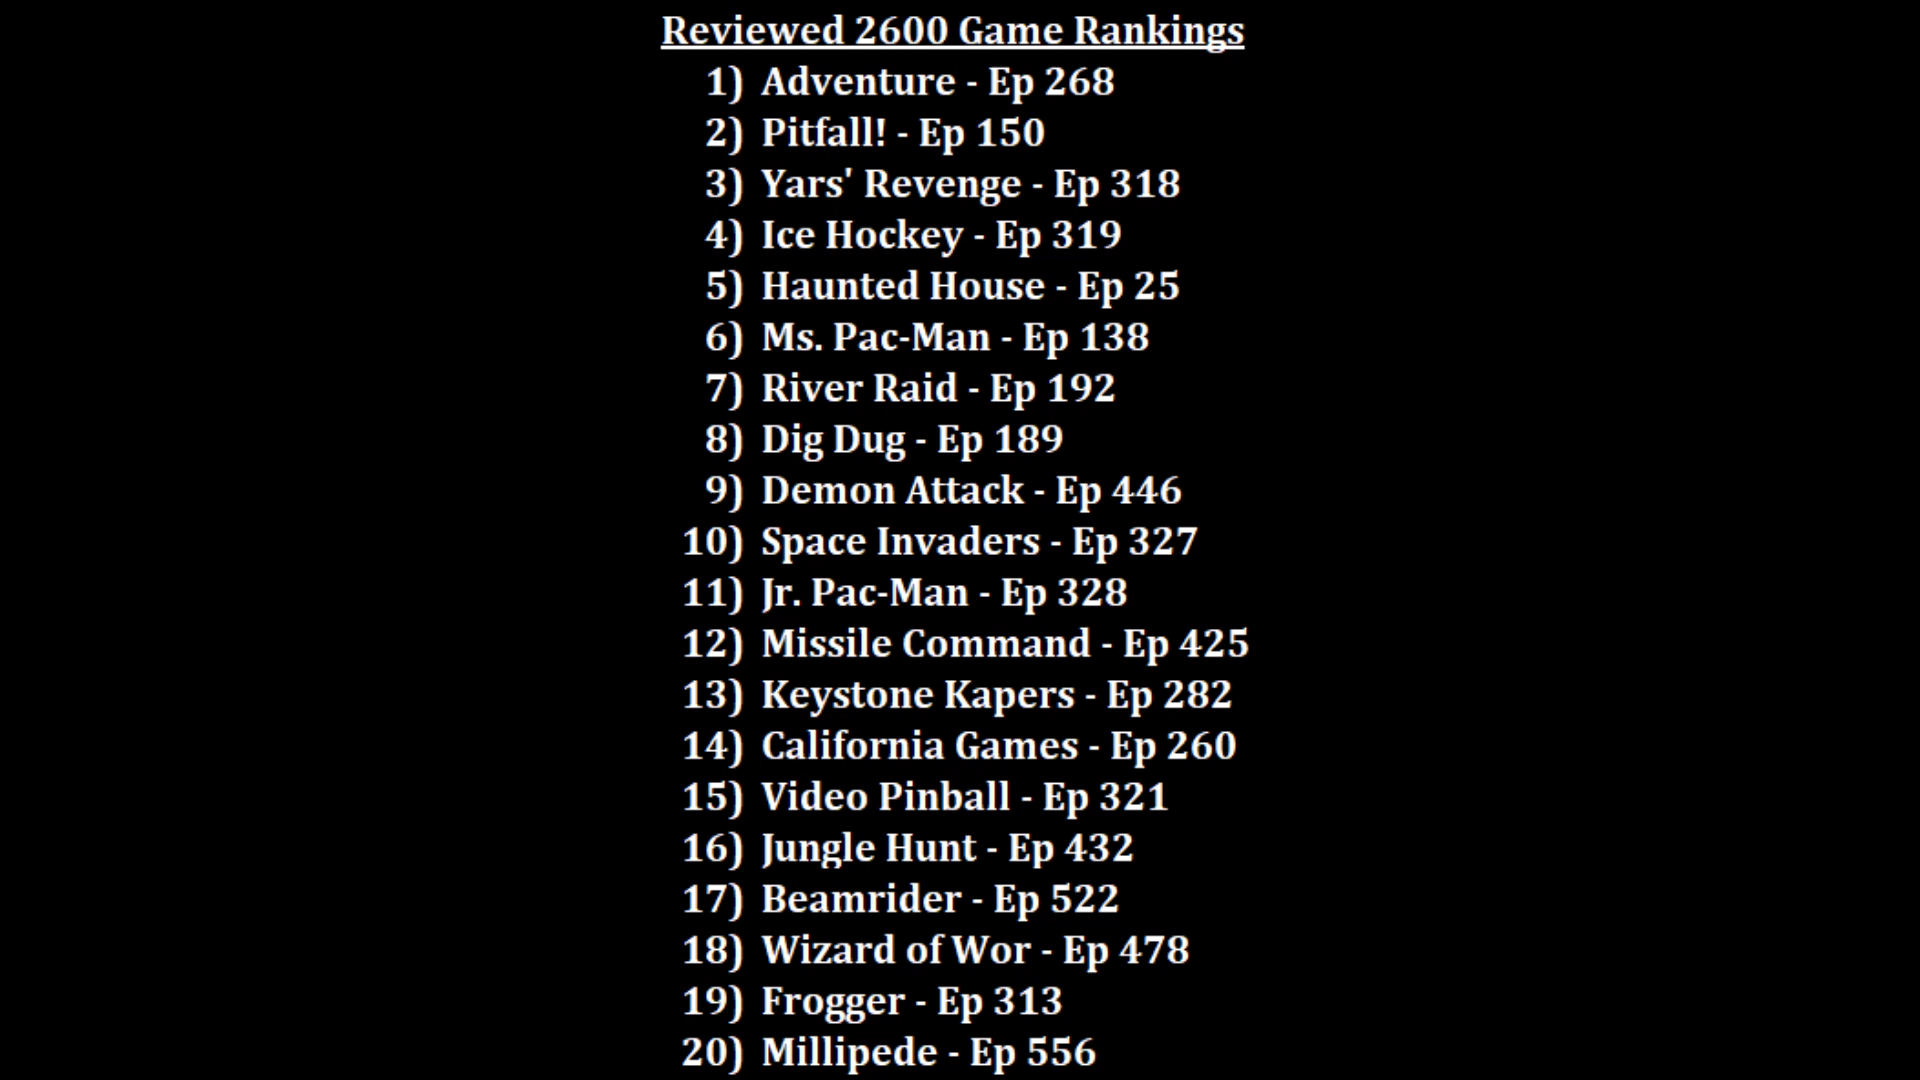 Reviewed 2600 Game Rankings
1) Adventure - Ep 268
2) Pitfall! - Ep 150
3) Yars' Revenge - Ep 318
4) Ice Hockey - Ep 319
5) Haunted House - Ep 25
6) Ms. Pac-Man - Ep 138
7) River Raid - Ep 192
8) Dig Dug - Ep 189
9) Demon Attack - Ep 446
10) Space Invaders - Ep 327
11) Jr. Pac-Man - Ep 328
12) Missile Command - Ep 425
13) Keystone Kapers - Ep 282
14) California Games - Ep 260
15) Video Pinball - Ep 321
16) Jungle Hunt - Ep 432
17) Beamrider - Ep 522
18) Wizard of Wor - Ep 478
19) Frogger - Ep 313
20) Millipede - Ep 556